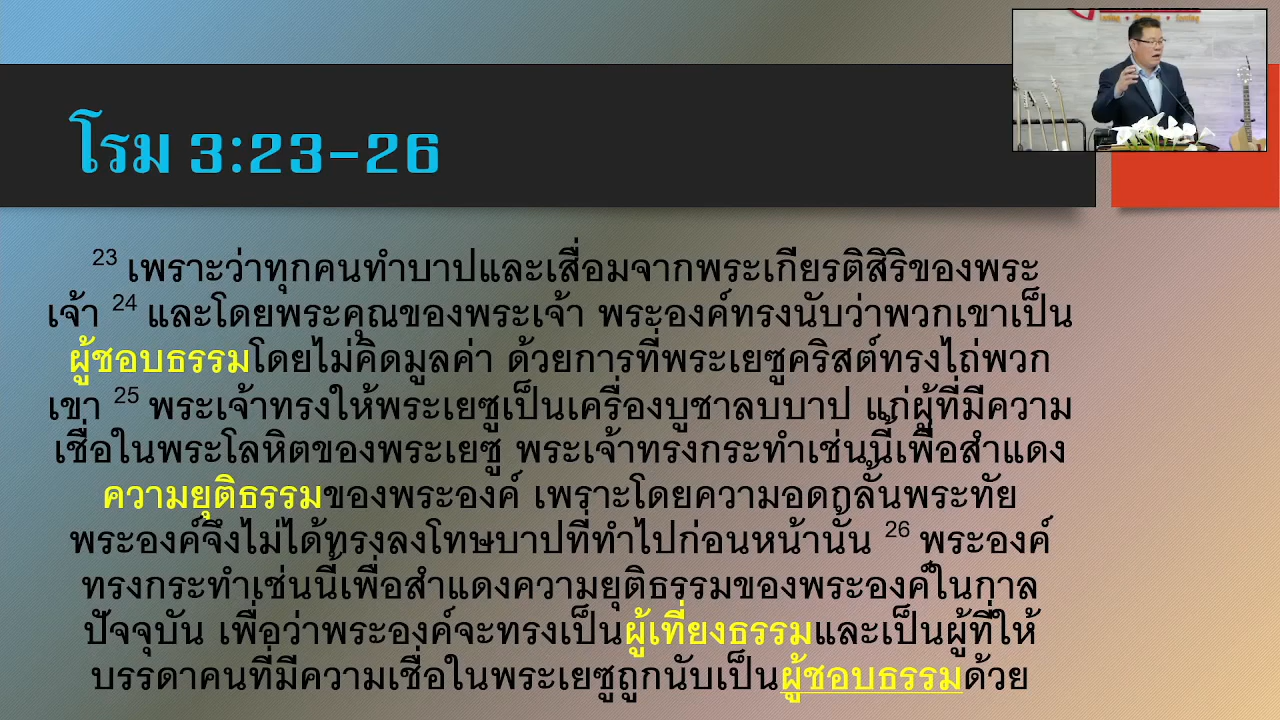 โรม 3:23-26
23 เพราะว่าทุกคนทำบาปและเสื่อมจากพระเกียรติสิริของพระ
เจ้า 24 และโดยพระคุณของพระเจ้า พระองค์ทรงนับว่าพวกเขาเป็น
ผู้ชอบธรรมโดยไม่คิดมูลค่า ด้วยการที่พระเยซูคริสต์ทรงไถ่พวก
เขา 25 พระเจ้าทรงให้พระเยซูเป็นเครื่องบูชาลบบาป แก่ผู้ที่มีความ
เชื่อในพระโลหิตของพระเยซู พระเจ้าทรงกระทำเช่นนี้เพื่อสำแดง
ความยุติธรรมของพระองค์ เพราะโดยความอดกลั้นพระทัย
พระองค์จึงไม่ได้ทรงลงโทษบาปที่ทำไปก่อนหน้านั้น 26 พระองค์
ทรงกระทำเช่นนี้เพื่อสำแดงความยุติธรรมของพระองค์ในกาล
ปัจจุบัน เพื่อว่าพระองค์จะทรงเป็นผู้เที่ยงธรรมและเป็นผู้ที่ให้
บรรดาคนที่มีความเชื่อในพระเยซูถูกนับเป็นผู้ชอบธรรมด้วย